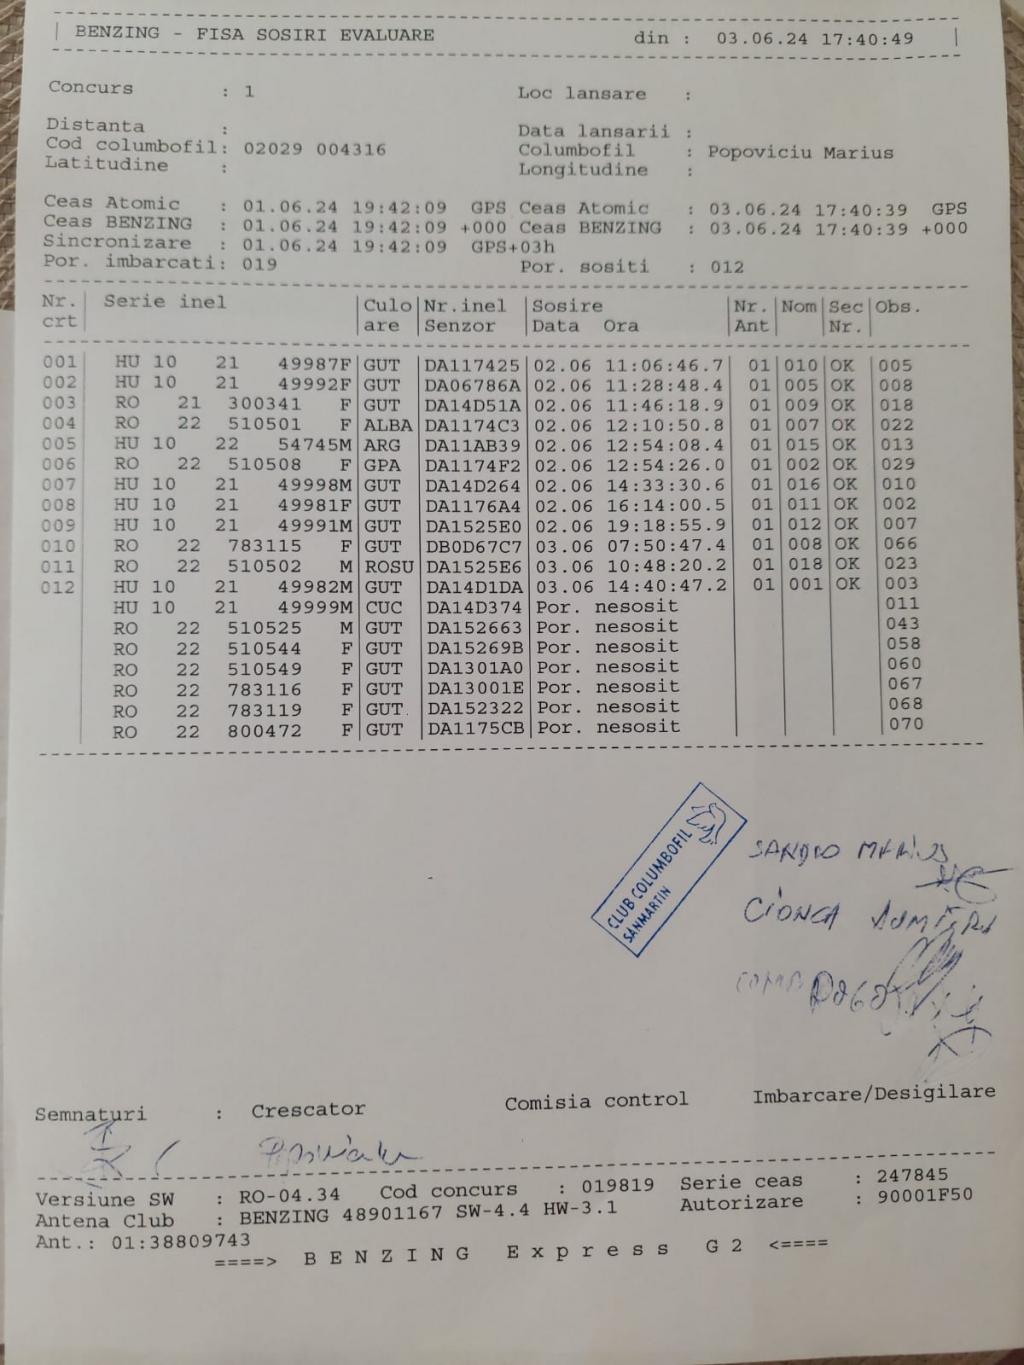 BENZING - FISA SOSIRI EVALUARE din : 03.06.24 17:40:49
Concurs : 1 Loc lansare :
Distanta : Data lansarii :
Cod columbofil: 02029 004316 Columbofil : Popoviciu Marius
Latitudine : Longitudine :
Ceas Atomic : 01.06.24 19:42:09 GPS Ceas Atomic : 03.06.24 17:40:39 GPS
Ceas BENZING : 01.06.24 19:42:09 +000 Ceas BENZING : 03.06.24 17:40:39 +000
Sincronizare : 01.06.24 19:42:09 GPS+03h
Por. imbarcati: 019 Por. sositi : 012
Nr. Serie inel Culo Nr.inel Sosire Nr. Nom Sec Obs.
crt are Senzor Data Ora Ant Nr.
001 HU 10 21 49987F GUT DA117425 02.06 11:06:46.7 01 010 OK 005
002 HU 10 21 49992F GUT DA06786A 02.06 11:28:48.4 01 005 OK 008
003 RO 21 300341 F GUT DA14D51A 02.06 11:46:18.9 01 009 OK 018
004 RO 22 510501 F ALBA DA1174C3 02.06 12:10:50.8 01 007 OK 022
005 HU 10 22 54745M ARG DA11AB39 02.06 12:54:08.4 01 015 OK 013
006 RO 22 510508 F GPA DA1174F2 02.06 12:54:26.0 01 002 OK 029
007 HU 10 21 49998M GUT DA14D264 02.06 14:33:30.6 01 016 OK 010
008 HU 10 21 49981F GUT DA1176A4 02.06 16:14:00.5 01 011 OK 002
009 HU 10 21 49991M GUT DA1525E0 02.06 19:18:55.9 01 012 OK 007
010 RO 22 783115 F GUT DB0D67C7 03.06 07:50:47.4 01 008 OK 066
011 RO 22 510502 M ROSU DA1525E6 03.06 10:48:20.2 01 018 OK 023
012 HU 10 21 49982M GUT DA14D1DA 03.06 14:40:47.2 01 001 OK 003
HU 10 21 49999M CUC DA14D374 Por. nesosit 011
RO 22 510525 M GUT DA152663 Por. nesosit 043
RO 22 510544 F GUT DA15269B Por. nesosit 058
RO 22 510549 F GUT DA1301A0 Por. nesosit 060
RO 22 783116 F GUT DA13001E Por. nesosit 067
RO 22 783119 F GUT DA152322 Por. nesosit 068
RO 22 800472 F GUT DA1175CB Por. nesosit 070
CLUB COLUMBOFIL
SANMARTIN
CIONCA
Semnaturi : Crescator Comisia control Imbarcare/Desigilare
Versiune SW : RO-04.34 Cod concurs : 019819 Serie ceas : 247845
Antena Club : BENZING 48901167 SW-4.4 HW-3.1 Autorizare : 90001F50
Ant.: 01:38809743
====> B E N Z I N G E x p r e s s G 2 <====